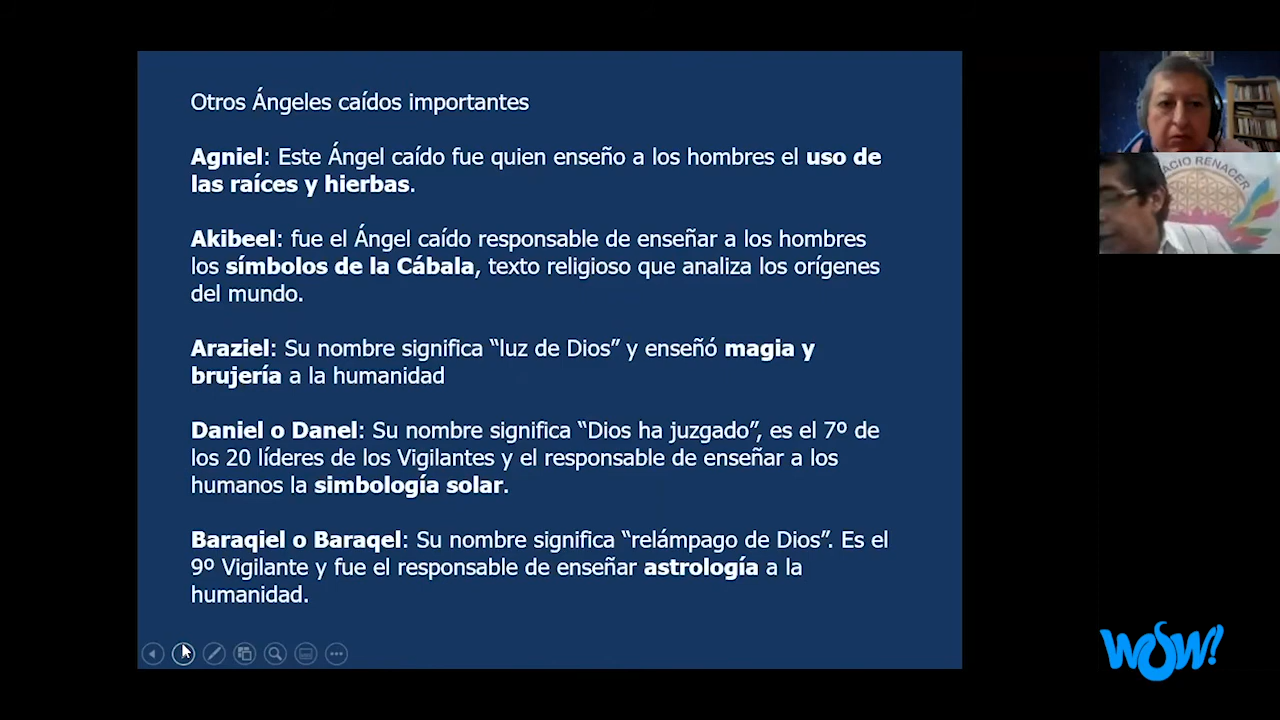 Otros Ángeles caídos importantes
Agniel: Este Ángel caído fue quien enseño a los hombres el uso de
las raíces y hierbas.
Akibeel: fue el Ángel caído responsable de enseñar a los hombres
los símbolos de la Cábala, texto religioso que analiza los orígenes
del mundo.
Araziel: Su nombre significa “luz de Dios” y enseñó magia y
brujería a la humanidad
Daniel o Danel: Su nombre significa “Dios ha juzgado”, es el 7º de
los 20 líderes de los Vigilantes y el responsable de enseñar a los
humanos la simbología solar.
Baraqiel o Baraqel: Su nombre significa “relámpago de Dios”. Es el
9º Vigilante y fue el responsable de enseñar astrología a la
humanidad.
ACIO RENACER
WOW!